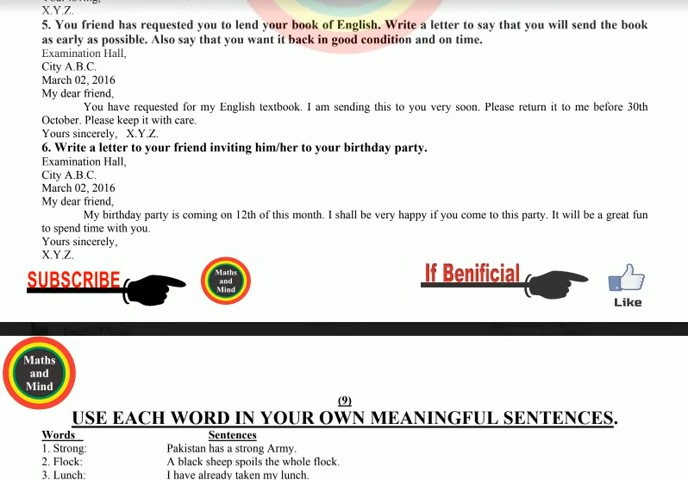 X.Y.Z.
5. You friend has requested you to lend your book of English. Write a letter to say that you will send the book
as early as possible. Also say that you want it back in good condition and on time.
Examination Hall,
City A.B.C.
March 02, 2016
My dear friend,
You have requested for my English textbook. I am sending this to you very soon. Please return it to me before 30th
October. Please keep it with care.
Yours sincerely, X.Y.Z.
6. Write a letter to your friend inviting him/her to your birthday party.
Examination Hall,
City A.B.C.
March 02, 2016
My dear friend,
My birthday party is coming on 12th of this month. I shall be very happy if you come to this party. It will be a great fun
to spend time with you.
Yours sincerely,
X.Y.Z.
SUBSCRIBE
Maths
and
Mind
If Benificial
Like
Maths
and
Mind
(9)
USE EACH WORD IN YOUR OWN MEANINGFUL SENTENCES.
Words Sentences
1. Strong: Pakistan has a strong Army.
2. Flock: A black sheep spoils the whole flock.
3. Lunch: I have already taken my lunch.